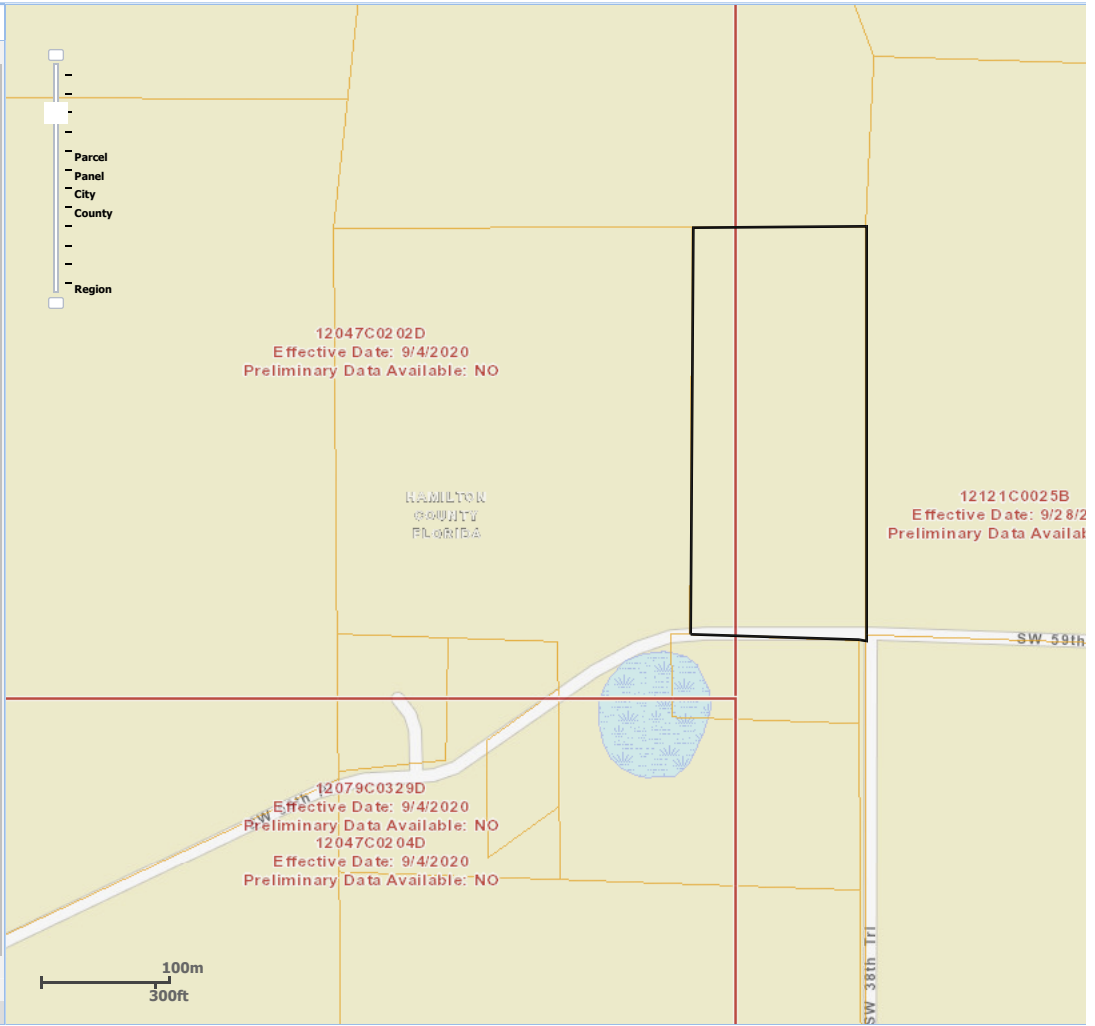 Parcel
Panel
City
County
Region
12047C0202D
Effective Date: 9/4/2020
Preliminary Data Available: NO
HAMILTON
COUNTY
FLORIDA
12121C0025B
Effective Date: 9/28/2
Preliminary Data Availab
SW 59th
12079C0329D
Effective Date: 9/4/2020
Preliminary Data Available: NO
12047C0204D
Effective Date: 9/4/2020
Preliminary Data Available: NO
SW 38th Trl
100m
300ft